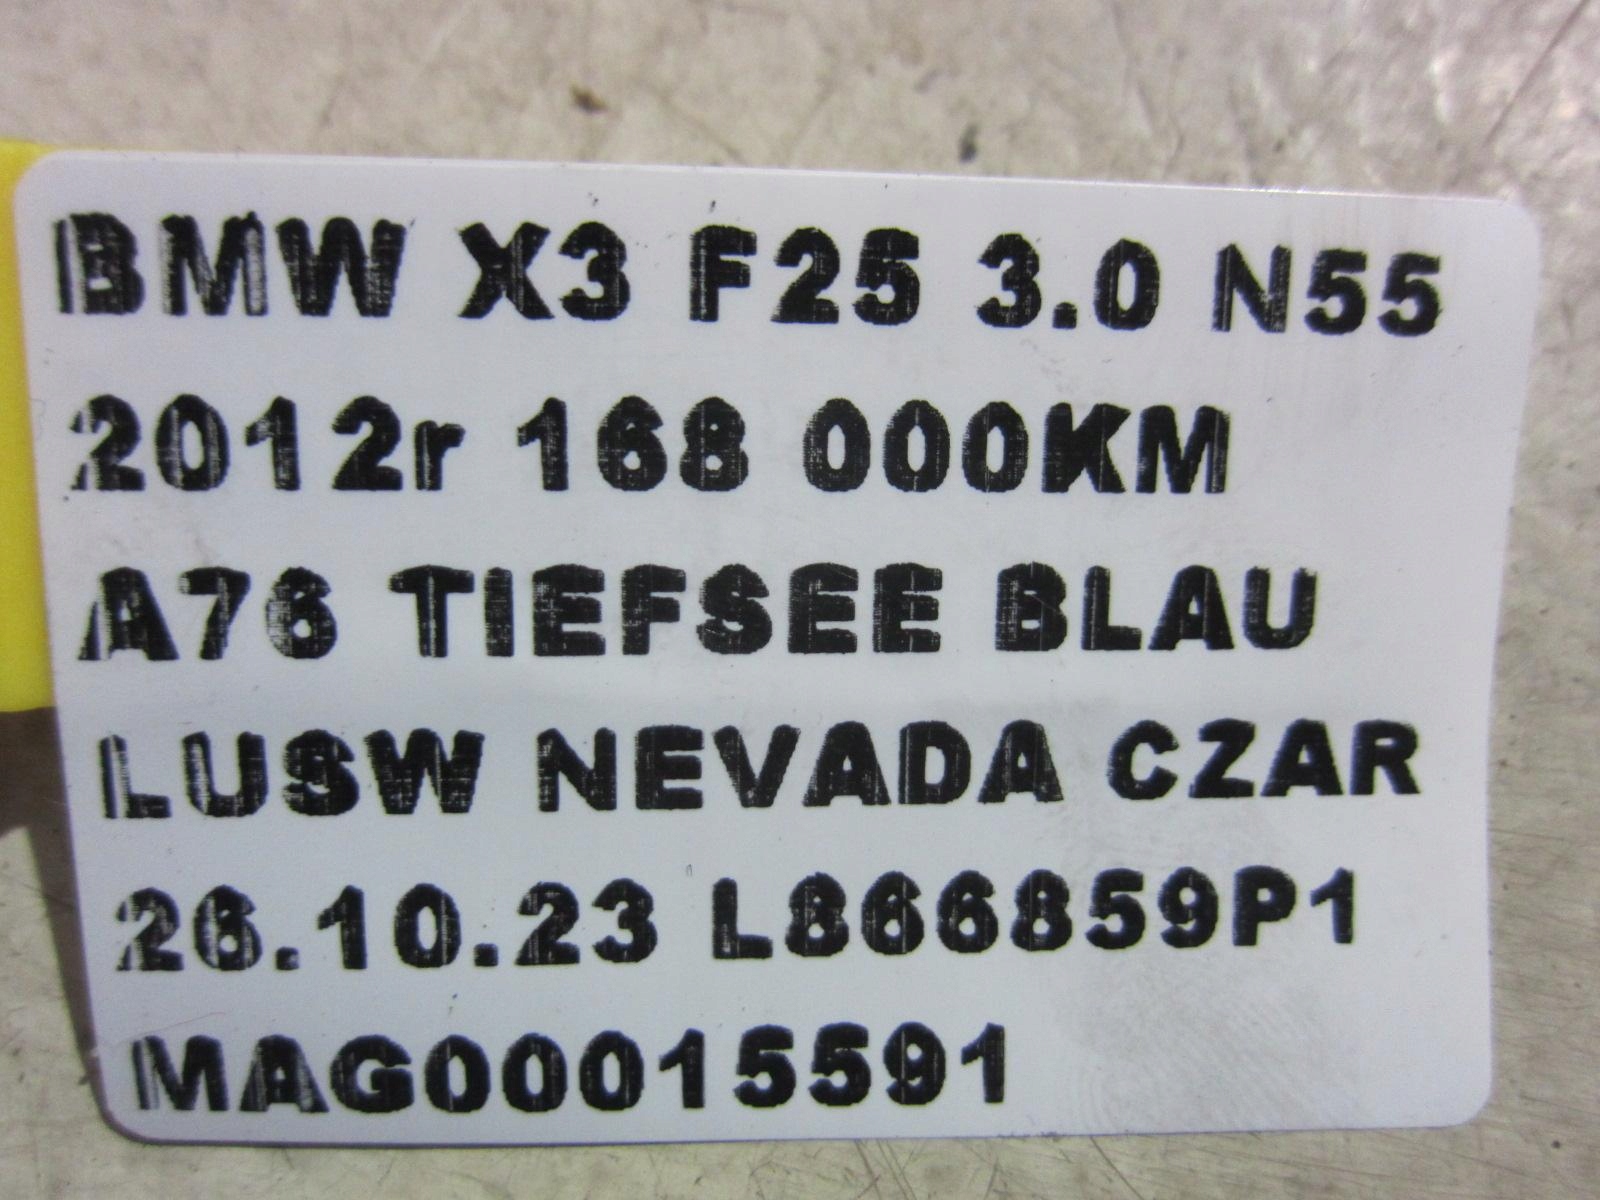 BMW X3 F25 3.0 N55
2012r 168 000KM
A76 TIEFSEE BLAU
LUSW NEVADA CZAR
26.10.23 L866859P1
MAG00015591